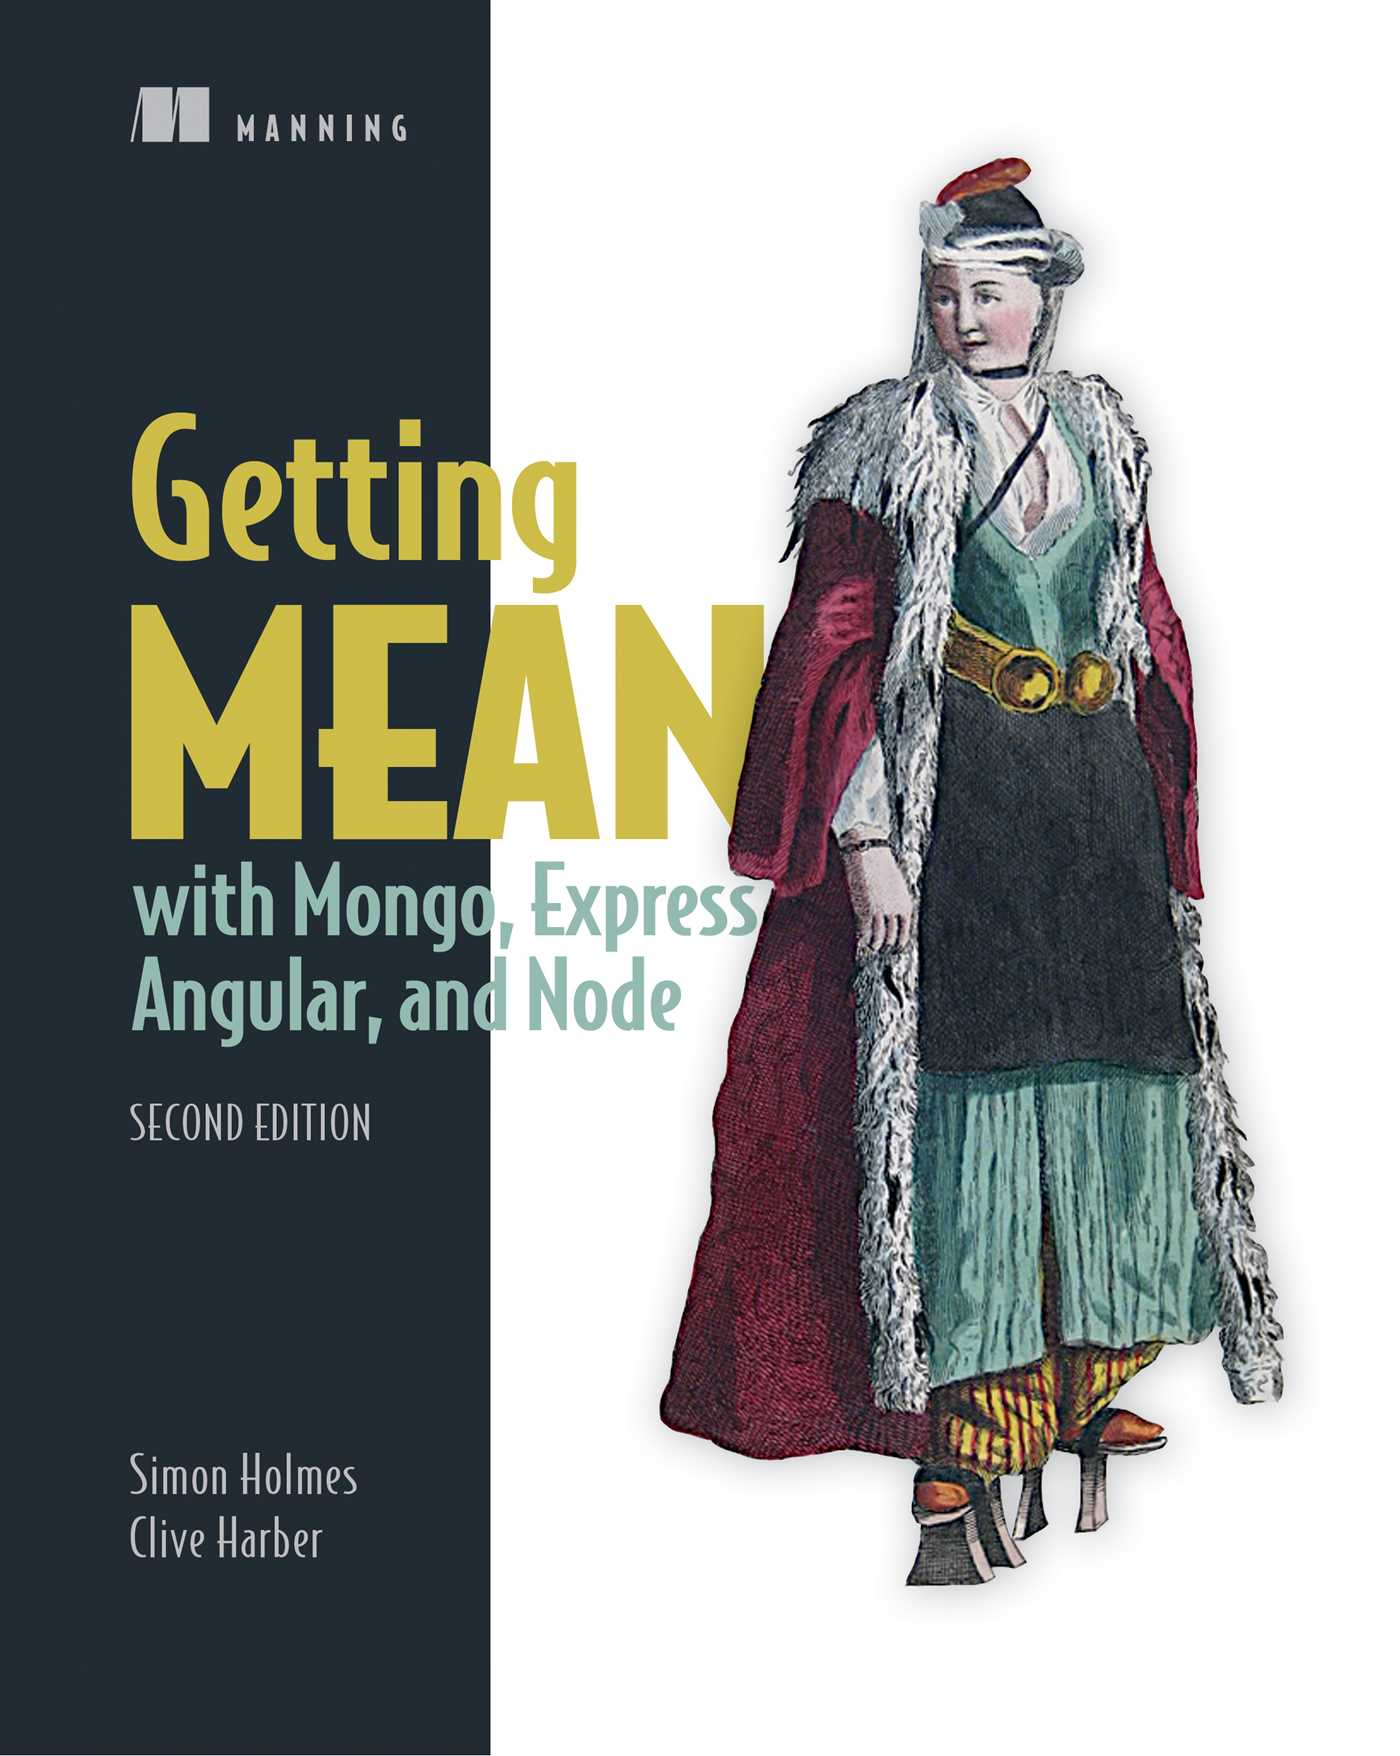 MANNING
Getting
MEAN
with Mongo, Express
Angular, and Node
SECOND EDITION
Simon Holmes
Clive Harber